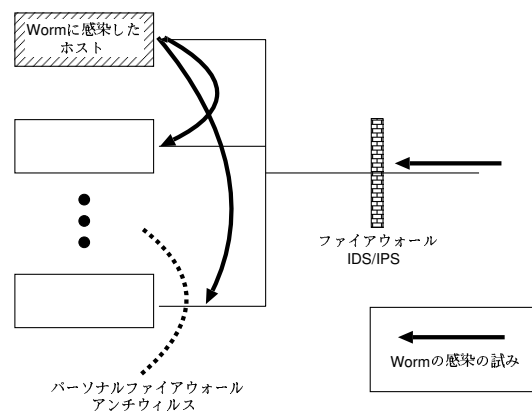 Wormに感染した
ホスト
ファイアウォール
IDS/IPS
Wormの感染の試み
パーソナルファイアウォール
アンチウィルス